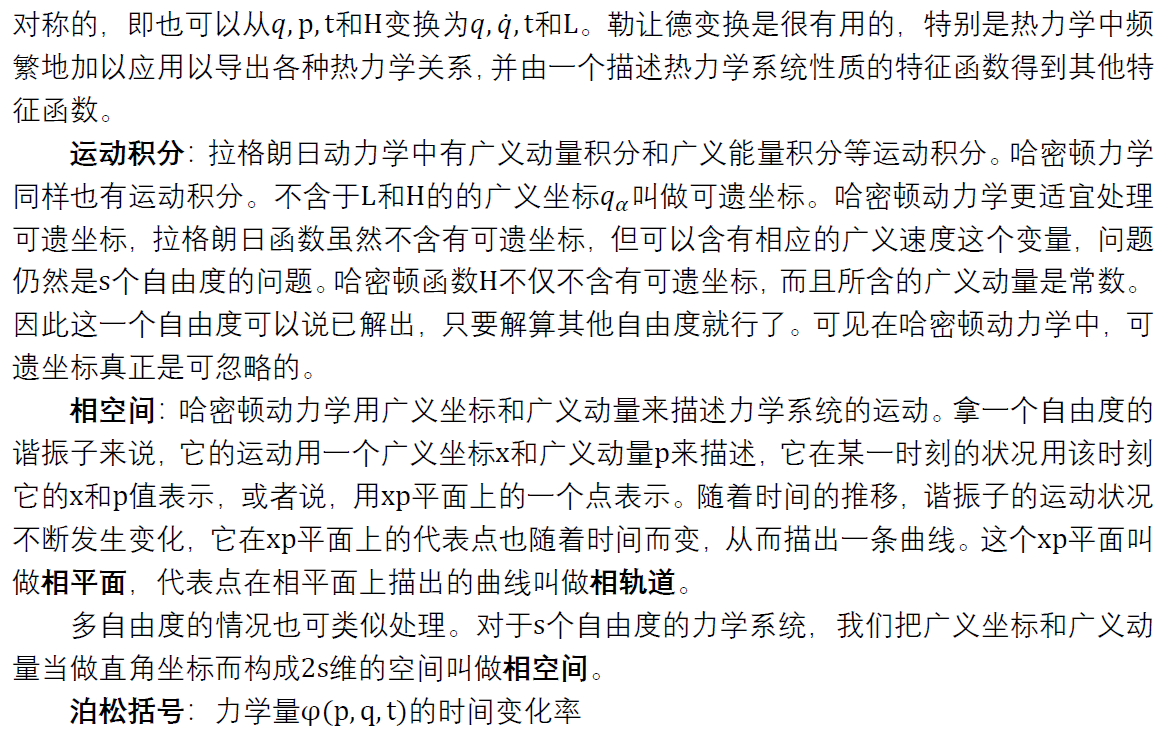 对称的，即也可以从q, p, t和H变换为q, q̇, t和L。勒让德变换是很有用的，特别是热力学中频
繁地加以应用以导出各种热力学关系，并由一个描述热力学系统性质的特征函数得到其他特
征函数。
运动积分：拉格朗日动力学中有广义动量积分和广义能量积分等运动积分。哈密顿力学
同样也有运动积分。不含于L和H的的广义坐标qα叫做可遗坐标。哈密顿动力学更适宜处理
可遗坐标，拉格朗日函数虽然不含有可遗坐标，但可以含有相应的广义速度这个变量，问题
仍然是s个自由度的问题。哈密顿函数H不仅不含有可遗坐标，而且所含的广义动量是常数。
因此这一个自由度可以说已解出，只要解算其他自由度就行了。可见在哈密顿动力学中，可
遗坐标真正是可忽略的。
相空间：哈密顿动力学用广义坐标和广义动量来描述力学系统的运动。拿一个自由度的
谐振子来说，它的运动用一个广义坐标x和广义动量p来描述，它在某一时刻的状况用该时刻
它的x和p值表示，或者说，用xp平面上的一个点表示。随着时间的推移，谐振子的运动状况
不断发生变化，它在xp平面上的代表点也随着时间而变，从而描出一条曲线。这个xp平面叫
做相平面，代表点在相平面上描出的曲线叫做相轨道。
多自由度的情况也可类似处理。对于s个自由度的力学系统，我们把广义坐标和广义动
量当做直角坐标而构成2s维的空间叫做相空间。
泊松括号：力学量φ(p, q, t)的时间变化率